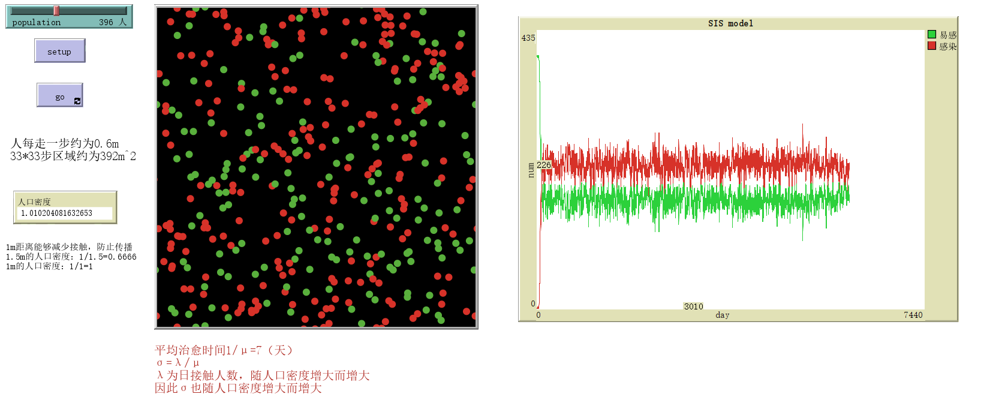 population 396 人
setup
go
人每走一步约为0.6m
33*33步区域约为392m^2
人口密度
1.010204081632653
1m距离能够减少接触，防止传播
1.5m的人口密度：1/1.5=0.6666
1m的人口密度：1/1=1
平均治愈时间1/μ=7（天）
σ=λ/μ
λ为日接触人数，随人口密度增大而增大
因此σ也随人口密度增大而增大
SIS model
435
易感
感染
226
num
0
3010
0 day 7440